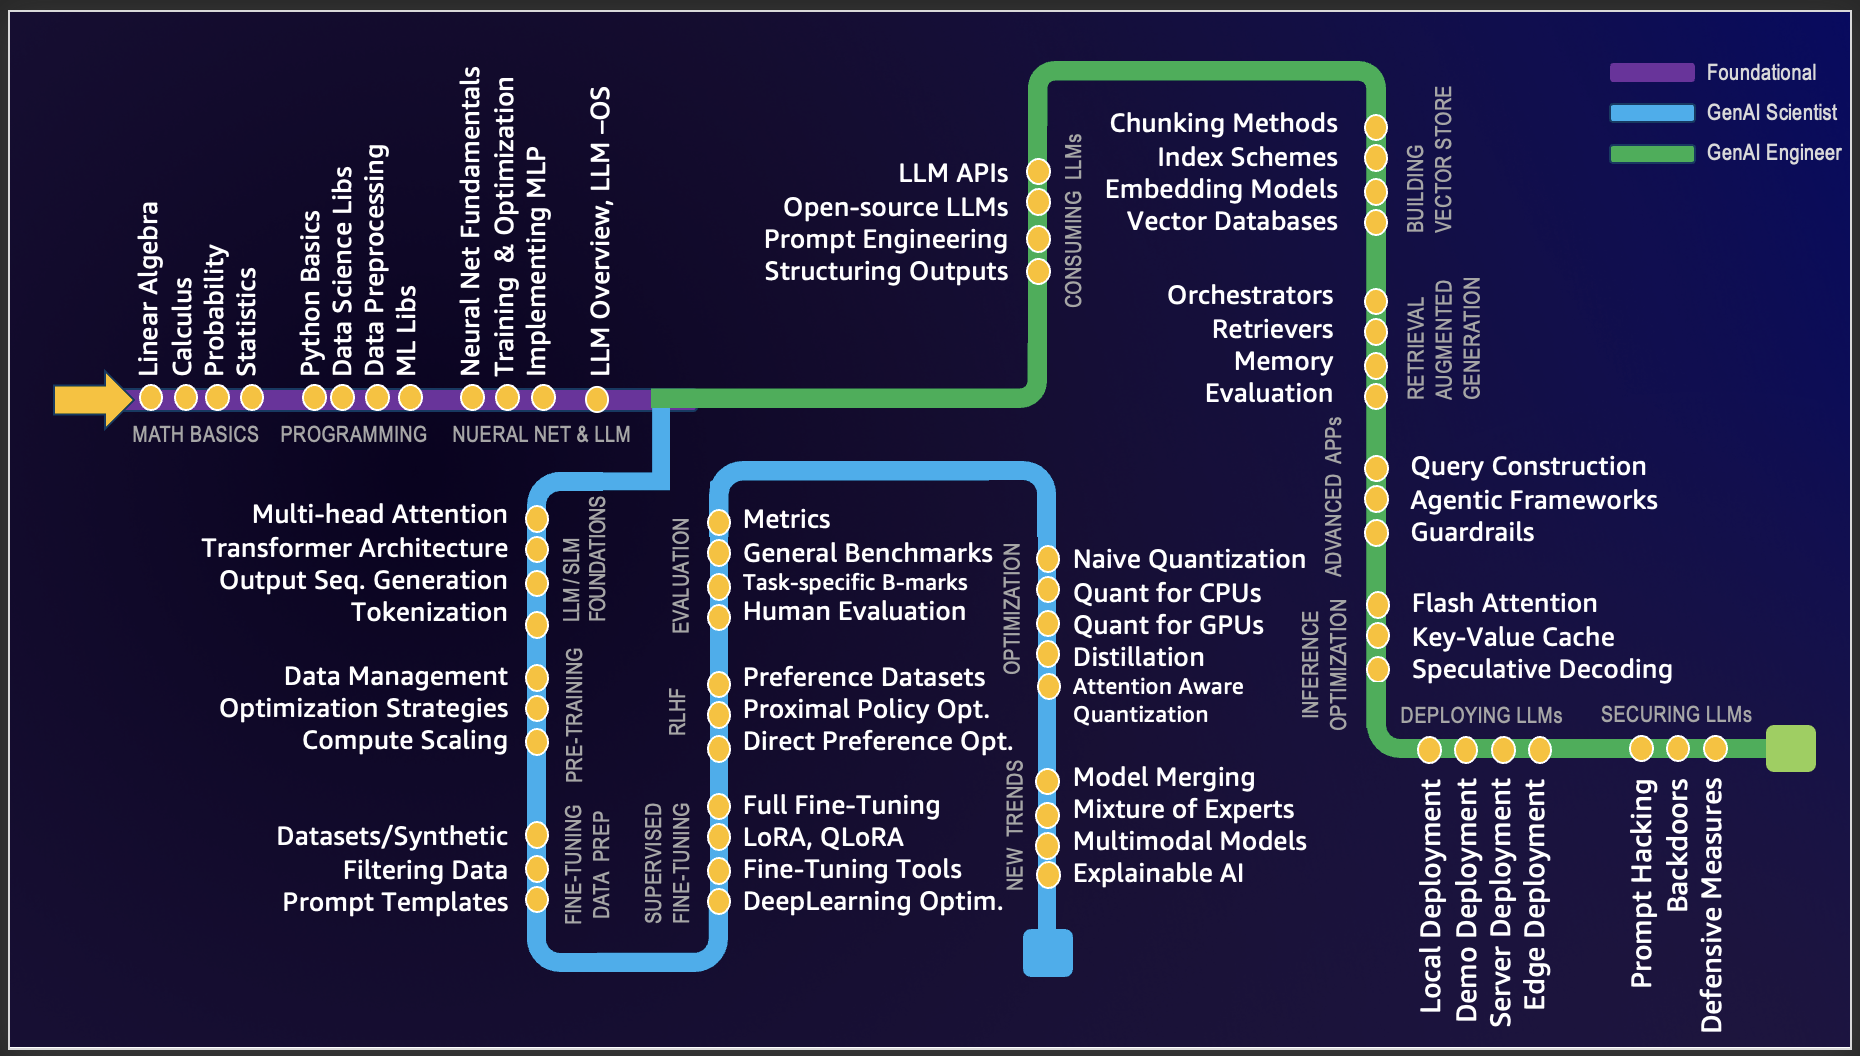 Foundational
GenAI Scientist
GenAI Engineer
Linear Algebra
Calculus
Probability
Statistics
MATH BASICS
Python Basics
Data Science Libs
Data Preprocessing
ML Libs
PROGRAMMING
Neural Net Fundamentals
Training & Optimization
Implementing MLP
LLM Overview, LLM –OS
NUERAL NET & LLM
LLM APIs
Open-source LLMs
Prompt Engineering
Structuring Outputs
CONSUMING LLMs
Chunking Methods
Index Schemes
Embedding Models
Vector Databases
BUILDING
VECTOR STORE
Orchestrators
Retrievers
Memory
Evaluation
RETRIEVAL
AUGMENTED
GENERATION
Query Construction
Agentic Frameworks
Guardrails
ADVANCED APPs
Flash Attention
Key-Value Cache
Speculative Decoding
INFERENCE
OPTIMIZATION
DEPLOYING LLMs
Local Deployment
Demo Deployment
Server Deployment
Edge Deployment
SECURING LLMs
Prompt Hacking
Backdoors
Defensive Measures
Multi-head Attention
Transformer Architecture
Output Seq. Generation
Tokenization
LLM / SLM
FOUNDATIONS
Data Management
Optimization Strategies
Compute Scaling
PRE-TRAINING
Datasets/Synthetic
Filtering Data
Prompt Templates
FINE-TUNING
DATA PREP
SUPERVISED
FINE-TUNING
Full Fine-Tuning
LoRA, QLoRA
Fine-Tuning Tools
DeepLearning Optim.
RLHF
Preference Datasets
Proximal Policy Opt.
Direct Preference Opt.
EVALUATION
Metrics
General Benchmarks
Task-specific B-marks
Human Evaluation
OPTIMIZATION
Naive Quantization
Quant for CPUs
Quant for GPUs
Distillation
Attention Aware
Quantization
NEW TRENDS
Model Merging
Mixture of Experts
Multimodal Models
Explainable AI